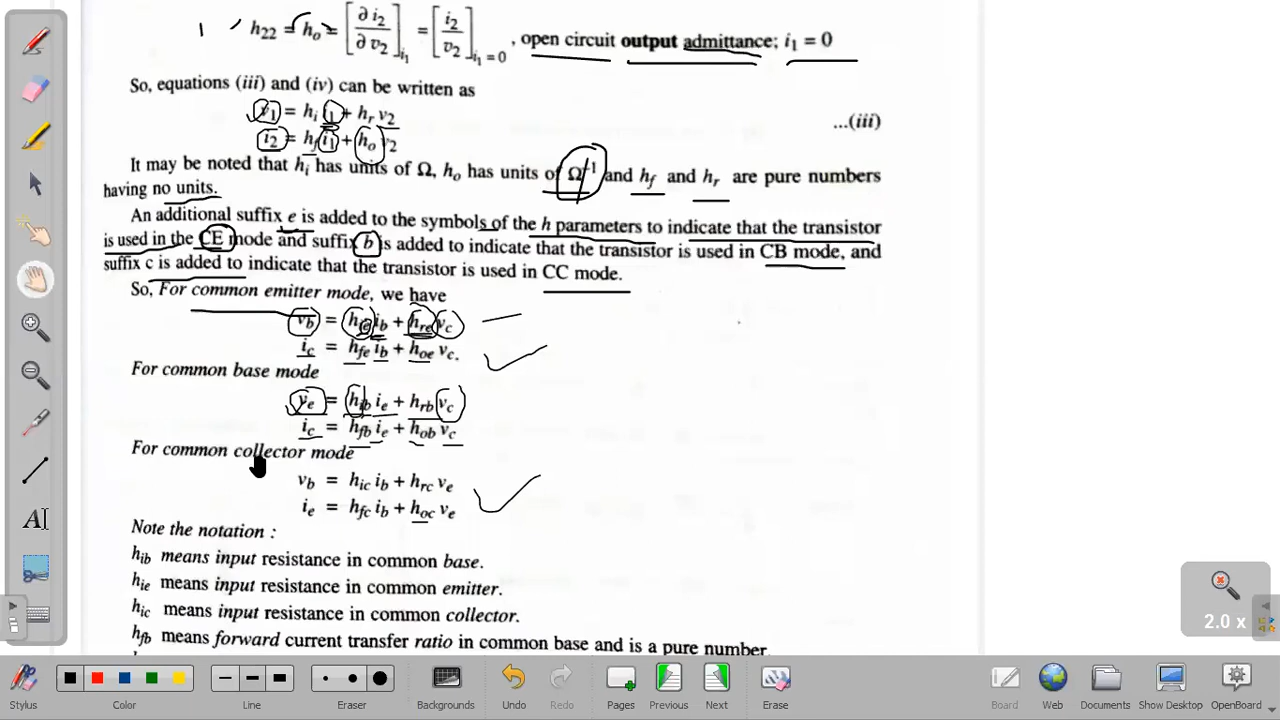 h22 = ho = [∂ i2 / ∂ v2] i1 = [i2 / v2] i1 = 0 , open circuit output admittance; i1 = 0
So, equations (iii) and (iv) can be written as
v1 = hi i1 + hr v2
...(iii)
i2 = hf i1 + ho v2
It may be noted that hi has units of Ω, ho has units of Ω-1 and hf and hr are pure numbers
having no units.
An additional suffix e is added to the symbols of the h parameters to indicate that the transistor
is used in the CE mode and suffix b is added to indicate that the transistor is used in CB mode, and
suffix c is added to indicate that the transistor is used in CC mode.
So, For common emitter mode, we have
vb = hie ib + hre vc
ic = hfe ib + hoe vc.
For common base mode
ve = hib ie + hrb vc
ic = hfb ie + hob vc
For common collector mode
vb = hic ib + hrc ve
ie = hfc ib + hoc ve
Note the notation :
hib means input resistance in common base.
hie means input resistance in common emitter.
hic means input resistance in common collector.
hfb means forward current transfer ratio in common base and is a pure number.
2.0 x
Stylus Color Line Eraser Backgrounds Undo Redo Pages Previous Next Erase Board Web Documents Show Desktop OpenBoard